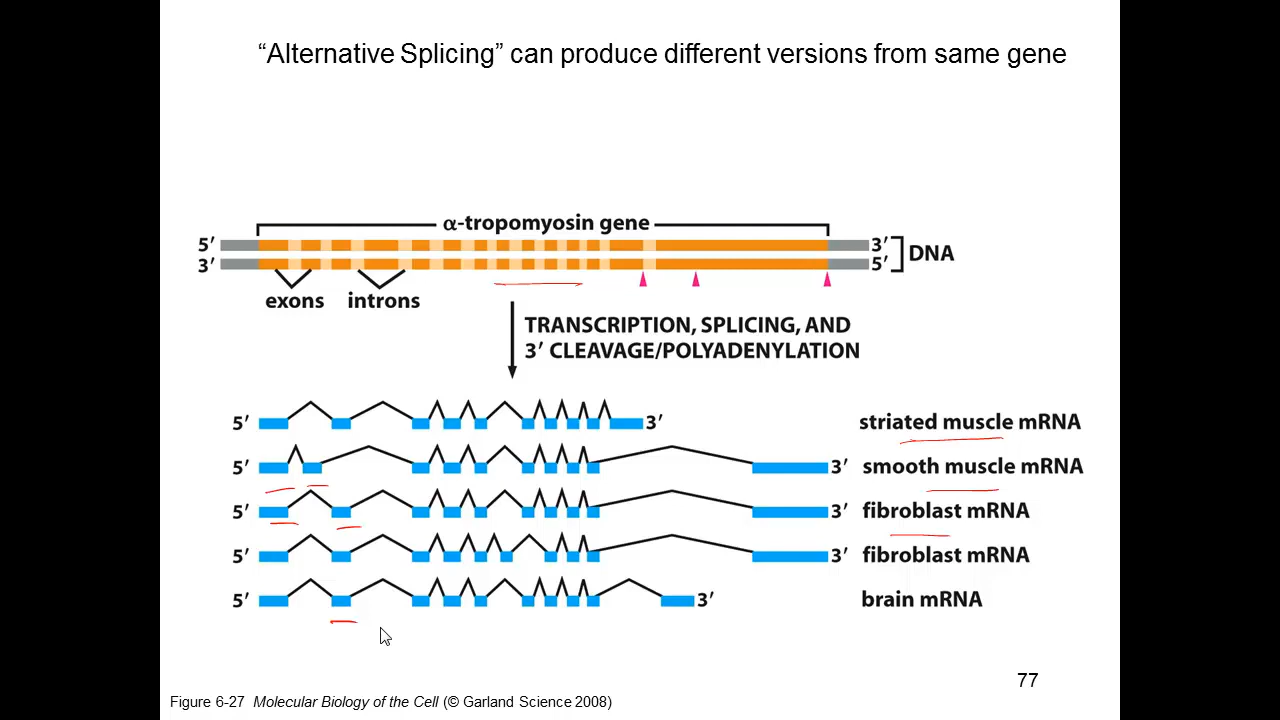 “Alternative Splicing” can produce different versions from same gene
α-tropomyosin gene
5′ 3′
3′ 5′
DNA
exons introns
TRANSCRIPTION, SPLICING, AND
3′ CLEAVAGE/POLYADENYLATION
5′ 3′ striated muscle mRNA
5′ 3′ smooth muscle mRNA
5′ 3′ fibroblast mRNA
5′ 3′ fibroblast mRNA
5′ 3′ brain mRNA
77
Figure 6-27 Molecular Biology of the Cell (© Garland Science 2008)